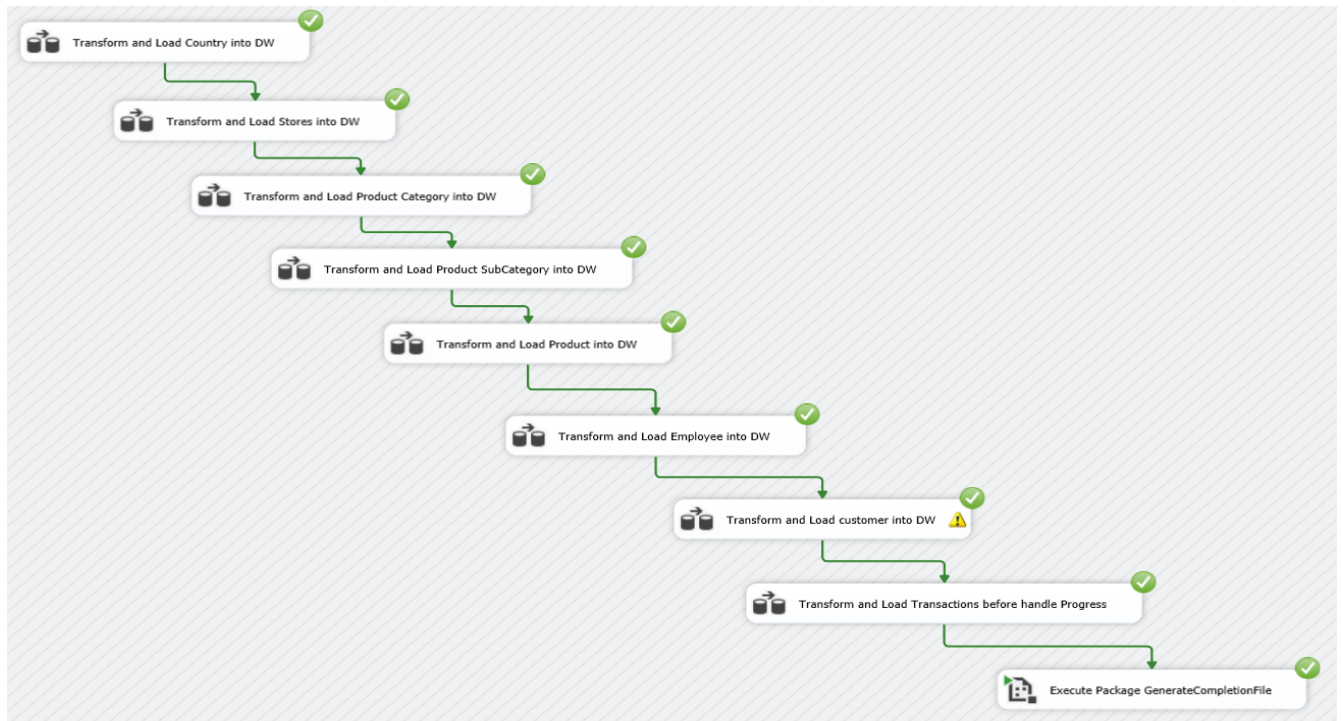 Transform and Load Country into DW
Transform and Load Stores into DW
Transform and Load Product Category into DW
Transform and Load Product SubCategory into DW
Transform and Load Product into DW
Transform and Load Employee into DW
Transform and Load customer into DW
Transform and Load Transactions before handle Progress
Execute Package GenerateCompletionFile